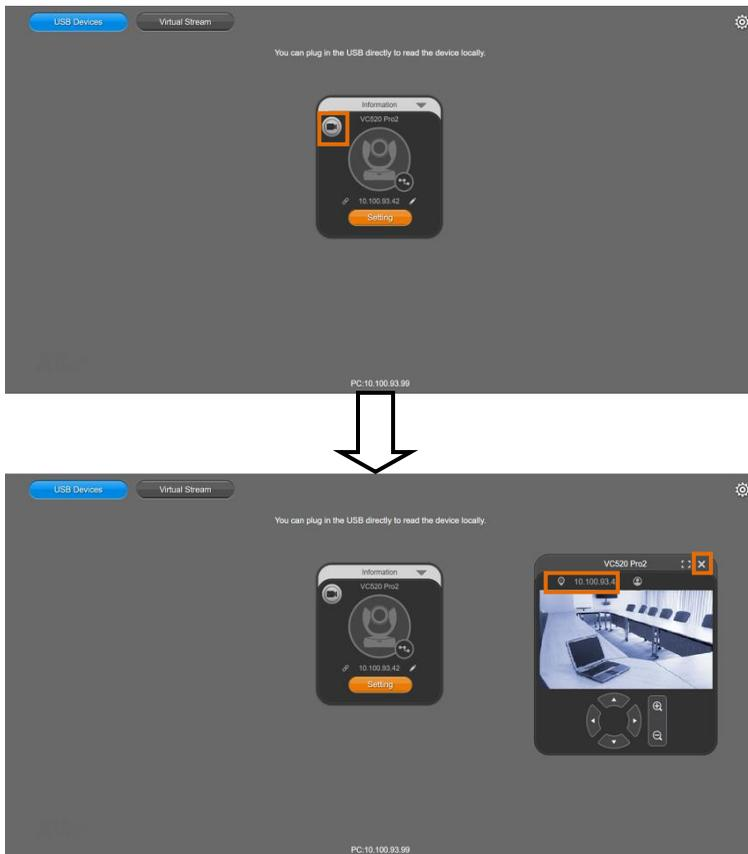 USB Devices Virtual Stream
You can plug in the USB directly to read the device locally.
Information
VC520 Pro2
10.100.93.42
Setting
PC:10.100.93.99
USB Devices Virtual Stream
You can plug in the USB directly to read the device locally.
Information
VC520 Pro2
10.100.93.42
Setting
VC520 Pro2
10.100.93.4
PC:10.100.93.99